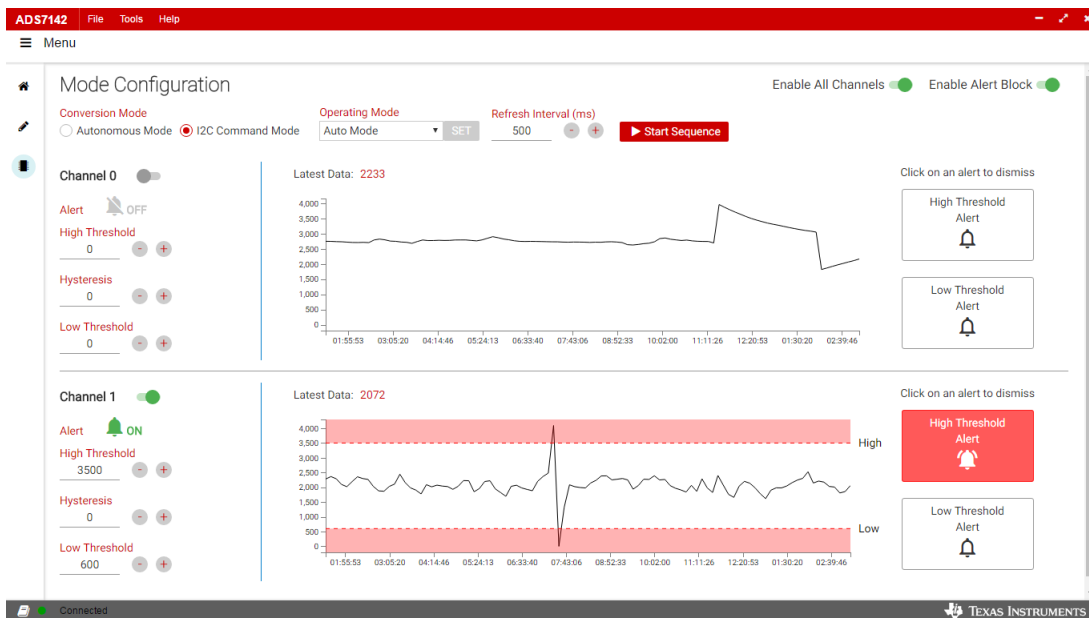 ADS7142 File Tools Help
Menu
Mode Configuration
Enable All Channels Enable Alert Block
Conversion Mode Operating Mode Refresh Interval (ms)
Autonomous Mode I2C Command Mode Auto Mode SET 500 - + Start Sequence
Channel 0
Latest Data: 2233
Click on an alert to dismiss
Alert OFF
High Threshold
0 - +
Hysteresis
0 - +
Low Threshold
0 - +
4,000
3,500
3,000
2,500
2,000
1,500
1,000
500
0
01:55:53 03:05:20 04:14:46 05:24:13 06:33:40 07:43:06 08:52:33 10:02:00 11:11:26 12:20:53 01:30:20 02:39:46
High Threshold
Alert
Low Threshold
Alert
Channel 1
Latest Data: 2072
Click on an alert to dismiss
Alert ON
High Threshold
3500 - +
Hysteresis
0 - +
Low Threshold
600 - +
4,000
3,500
3,000
2,500
2,000
1,500
1,000
500
0
High
Low
01:55:53 03:05:20 04:14:46 05:24:13 06:33:40 07:43:06 08:52:33 10:02:00 11:11:26 12:20:53 01:30:20 02:39:46
High Threshold
Alert
Low Threshold
Alert
Connected
TEXAS INSTRUMENTS